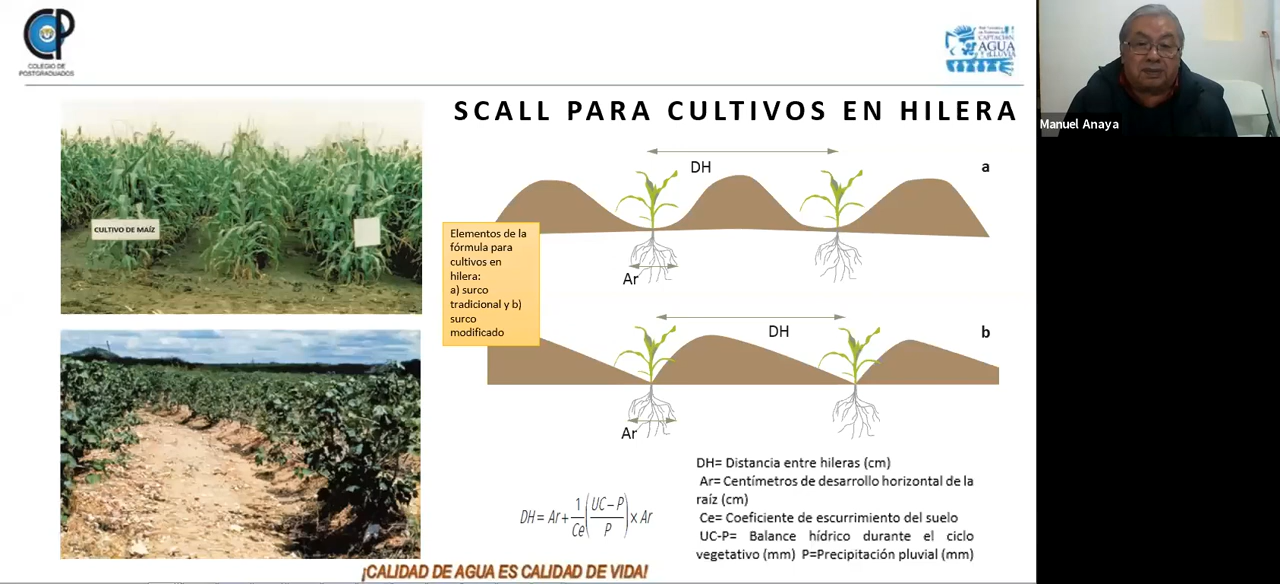 COLEGIO DE
POSTGRADUADOS
CAPTACIÓN
AGUA
LLUVIA
Manuel Anaya
SCALL PARA CULTIVOS EN HILERA
CULTIVO DE MAÍZ
DH
a
Elementos de la
fórmula para
cultivos en
hilera:
a) surco
tradicional y b)
surco
modificado
Ar
DH
b
Ar
DH= Distancia entre hileras (cm)
Ar= Centímetros de desarrollo horizontal de la
raíz (cm)
Ce= Coeficiente de escurrimiento del suelo
UC-P= Balance hídrico durante el ciclo
vegetativo (mm) P=Precipitación pluvial (mm)
DH= Ar+ 1/Ce (UC-P/P) x Ar
¡CALIDAD DE AGUA ES CALIDAD DE VIDA!